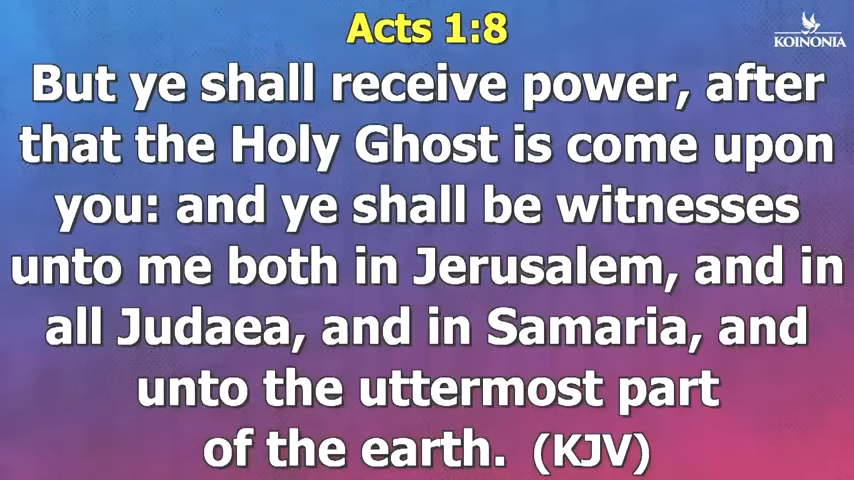 Acts 1:8
KOINONIA
But ye shall receive power, after
that the Holy Ghost is come upon
you: and ye shall be witnesses
unto me both in Jerusalem, and in
all Judaea, and in Samaria, and
unto the uttermost part
of the earth. (KJV)